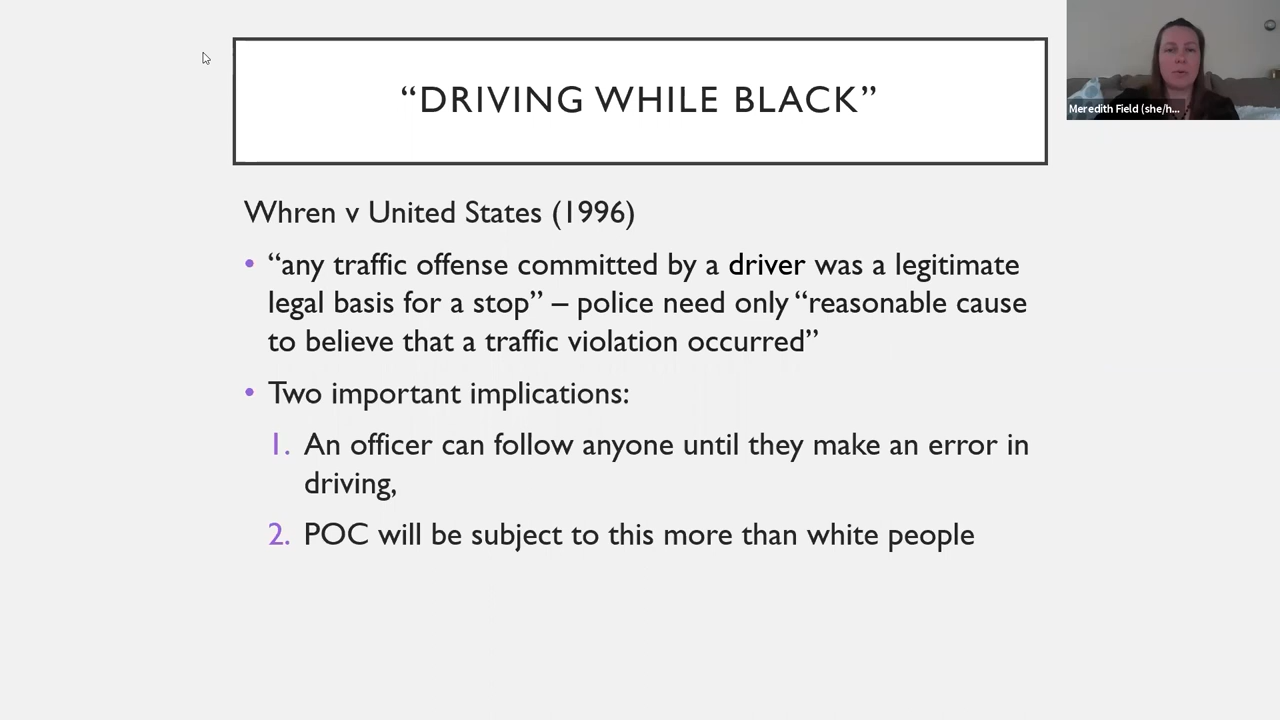 “DRIVING WHILE BLACK”
Meredith Field (she/h...
Whren v United States (1996)
• “any traffic offense committed by a driver was a legitimate
legal basis for a stop” – police need only “reasonable cause
to believe that a traffic violation occurred”
• Two important implications:
1. An officer can follow anyone until they make an error in
driving,
2. POC will be subject to this more than white people